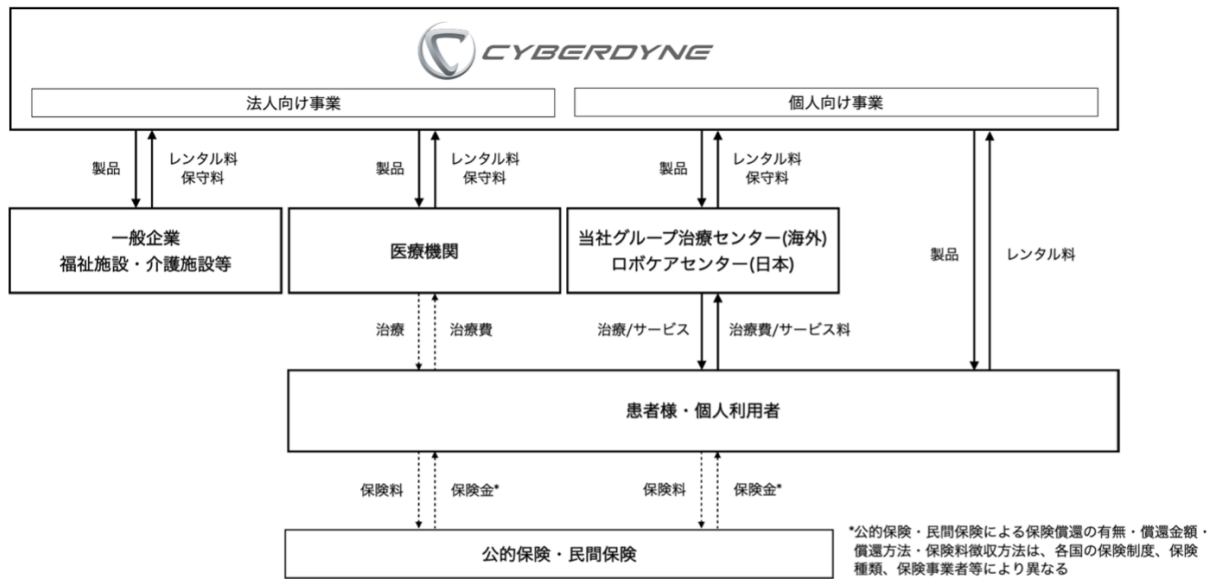 CYBERDYNE
法人向け事業
個人向け事業
製品
レンタル料
保守料
製品
レンタル料
保守料
製品
レンタル料
保守料
製品
レンタル料
一般企業
福祉施設・介護施設等
医療機関
当社グループ治療センター(海外)
ロボケアセンター(日本)
治療
治療費
治療/サービス
治療費/サービス料
患者様・個人利用者
保険料
保険金*
保険料
保険金*
公的保険・民間保険
*公的保険・民間保険による保険償還の有無・償還金額・
償還方法・保険料徴収方法は、各国の保険制度、保険
種類、保険事業者等により異なる